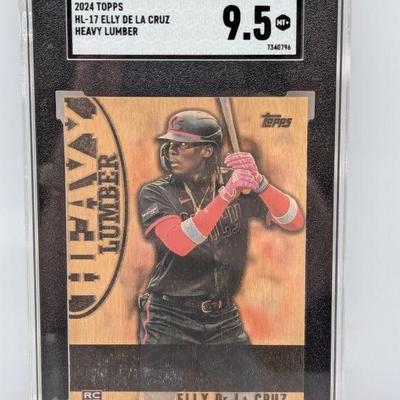 2024 TOPPS
HL-17 ELLY DE LA CRUZ
HEAVY LUMBER
9.5 MT+
7340796
Topps
HEAVY
LUMBER
RC
ELLY De La CRUZ